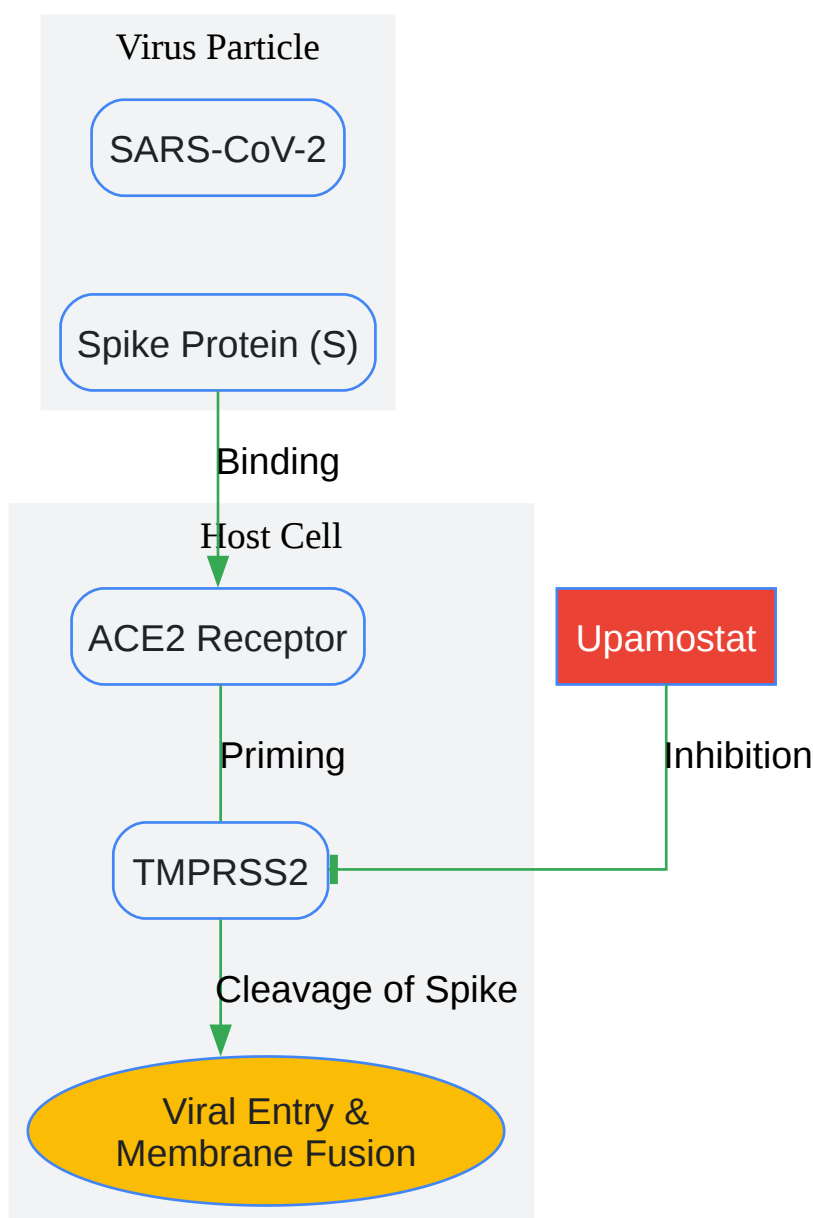 Virus Particle
SARS-CoV-2
Spike Protein (S)
Binding
Host Cell
ACE2 Receptor
Upamostat
Priming
Inhibition
TMPRSS2
Cleavage of Spike
Viral Entry &
Membrane Fusion